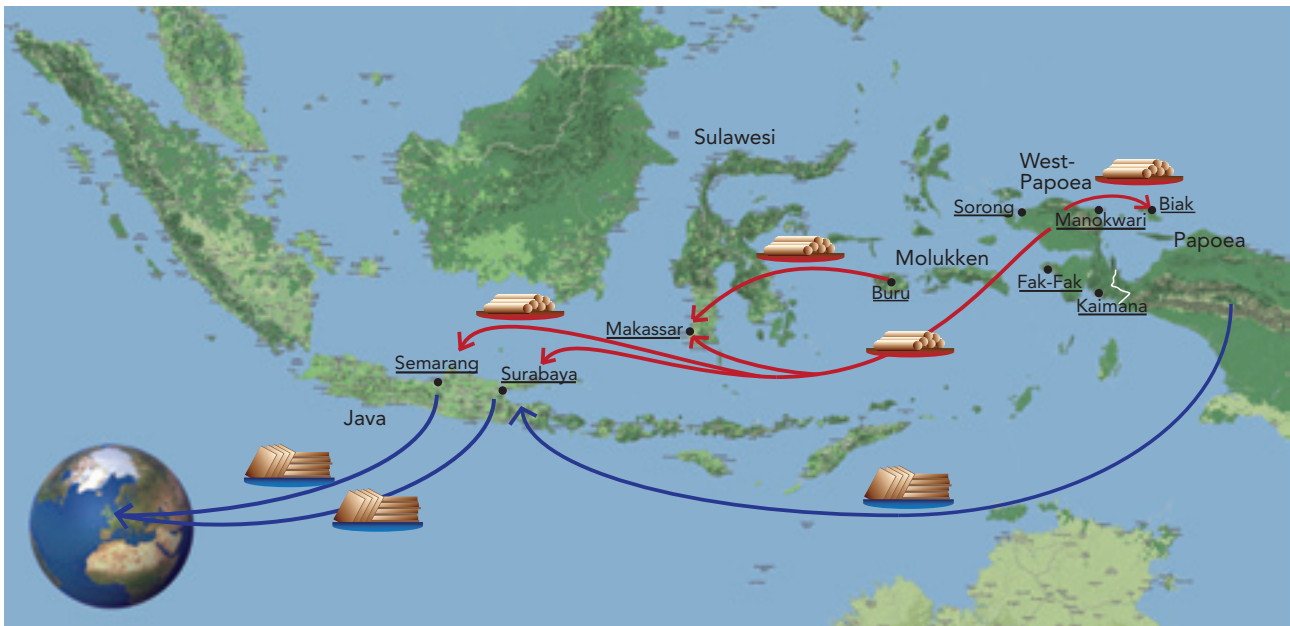 Sulawesi
West-
Papoea
Sorong
Manokwari
Biak
Papoea
Molukken
Buru
Fak-Fak
Kaimana
Makassar
Semarang
Surabaya
Java